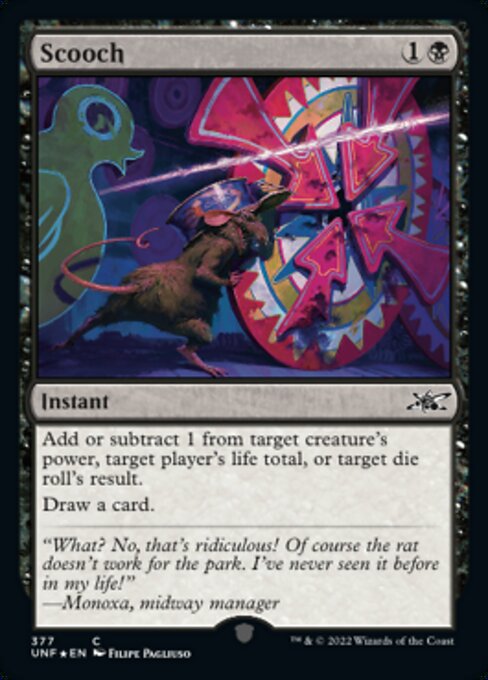 Scooch 1
Instant
Add or subtract 1 from target creature's
power, target player's life total, or target die
roll's result.
Draw a card.
"What? No, that's ridiculous! Of course the rat
doesn't work for the park. I've never seen it before
in my life!"
—Monoxa, midway manager
377 C
UNF★EN FILIPE PAGLIUSO
™ & © 2022 Wizards of the Coast